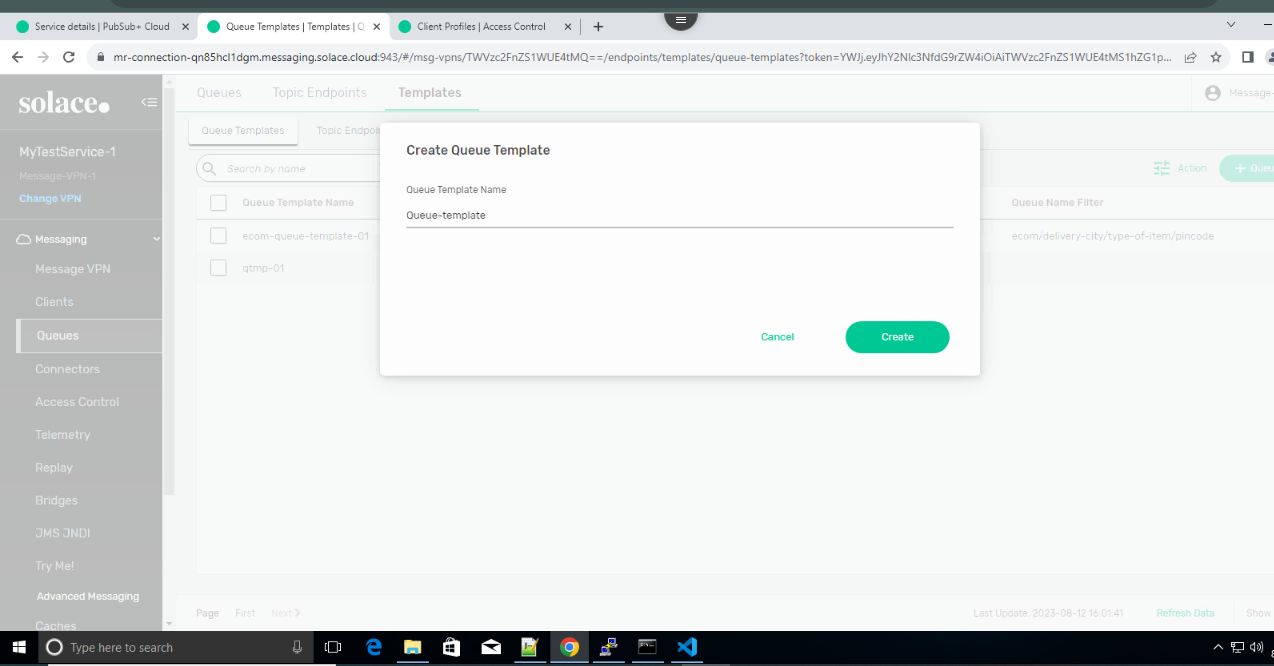 Service details | PubSub+ Cloud
Queue Templates | Templates | Q
Client Profiles | Access Control
mr-connection-qn85hcl1dgm.messaging.solace.cloud:943/#/msg-vpns/TWVzc2FnZS1WUE4tMQ==/endpoints/templates/queue-templates?token=YWJj.eyJhY2Nlc3NfdG9rZW4iOiAiTWVzc2FnZS1WUE4tMS1hZG1p...
solace.
Queues Topic Endpoints Templates
Message-
Queue Templates Topic Endpoin
MyTestService-1
Message-VPN-1
Change VPN
Search by name
Action
+ Queu
Queue Template Name Queue Name Filter
ecom-queue-template-01 ecom/delivery-city/type-of-item/pincode
qtmp-01
Create Queue Template
Queue Template Name
Queue-template
Cancel Create
Messaging
Message VPN
Clients
Queues
Connectors
Access Control
Telemetry
Replay
Bridges
JMS JNDI
Try Me!
Advanced Messaging
Caches
Page First Next
Last Update: 2023-08-12 16:01:41 Refresh Data Show
Type here to search